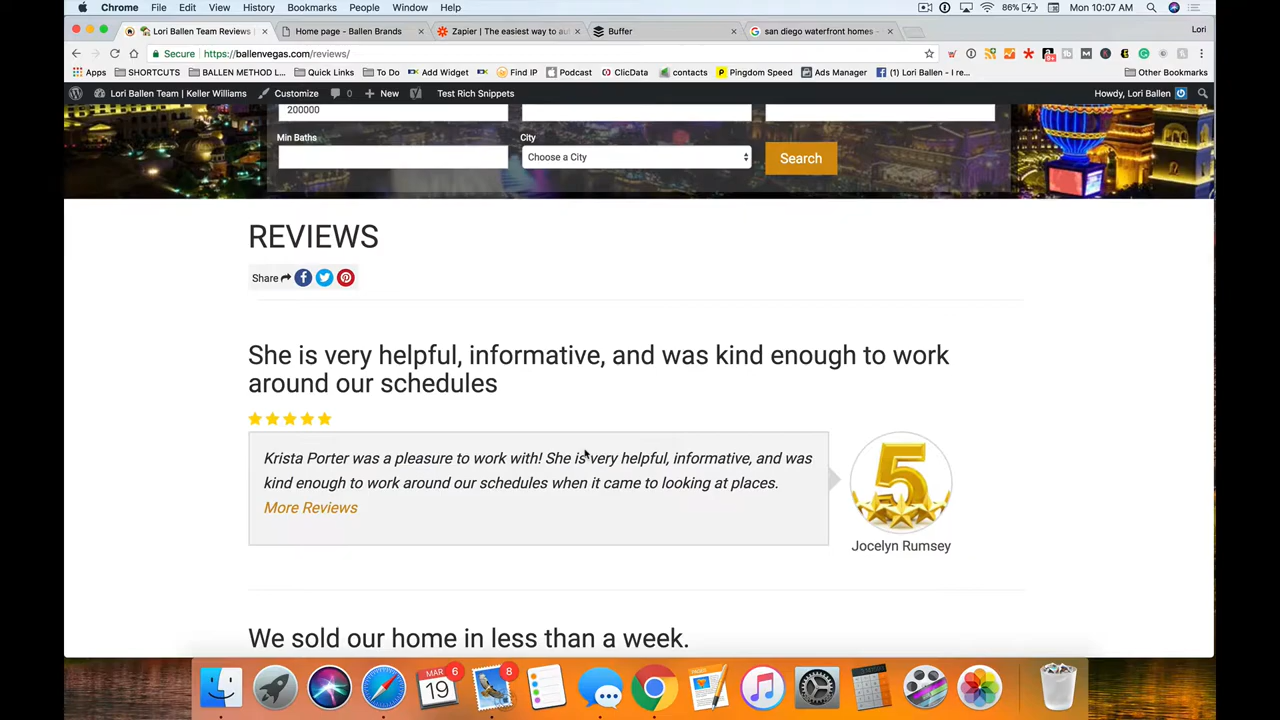 Chrome File Edit View History Bookmarks People Window Help 86% Mon 10:07 AM
Lori Ballen Team Reviews Home page - Ballen Brands Zapier | The easiest way to au Buffer san diego waterfront homes - Lori
Secure https://ballenvegas.com/reviews/
Apps SHORTCUTS BALLEN METHOD L... Quick Links To Do Add Widget Find IP Podcast ClicData contacts Pingdom Speed Ads Manager (1) Lori Ballen - I re... Other Bookmarks
Lori Ballen Team | Keller Williams Customize 0 New Test Rich Snippets Howdy, Lori Ballen
200000
Min Baths City
Choose a City Search
REVIEWS
Share
She is very helpful, informative, and was kind enough to work
around our schedules
Krista Porter was a pleasure to work with! She is very helpful, informative, and was
kind enough to work around our schedules when it came to looking at places.
More Reviews
5
Jocelyn Rumsey
We sold our home in less than a week.
MAR 6 8
19